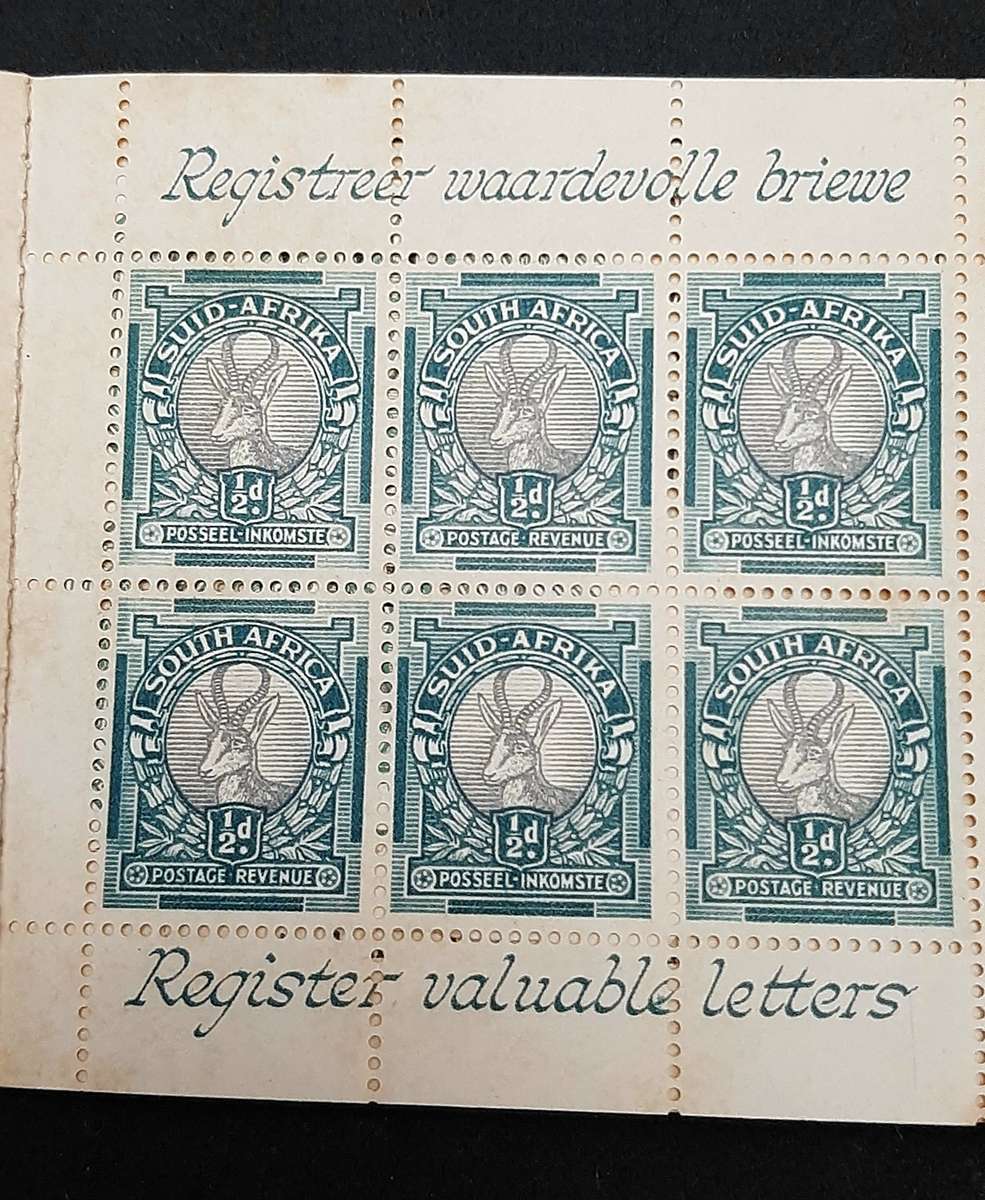 Registreer waardevolle briewe
SUID-AFRIKA
½d.
POSSEEL-INKOMSTE
SOUTH AFRICA
½d.
POSTAGE REVENUE
SUID-AFRIKA
½d.
POSSEEL-INKOMSTE
SOUTH AFRICA
½d.
POSTAGE REVENUE
SUID-AFRIKA
½d.
POSSEEL-INKOMSTE
SOUTH AFRICA
½d.
POSTAGE REVENUE
Register valuable letters